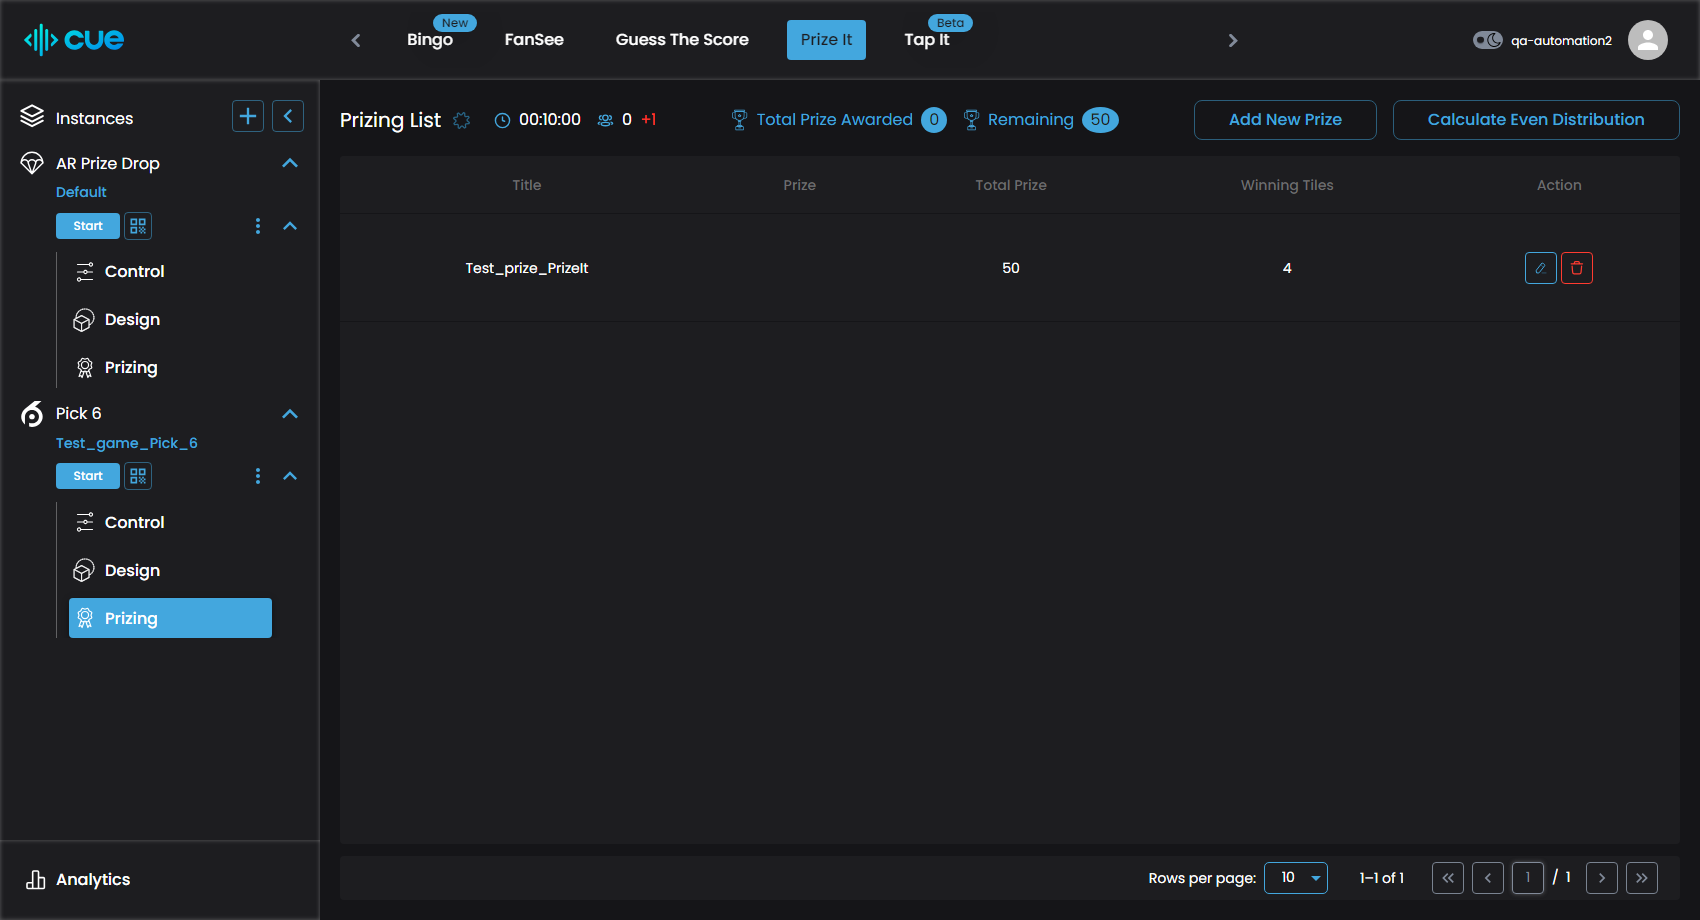 cue
New
Bingo
FanSee
Guess The Score
Prize It
Beta
Tap It
qa-automation2
Instances
AR Prize Drop
Default
Start
Control
Design
Prizing
Pick 6
Test_game_Pick_6
Start
Control
Design
Prizing
Analytics
Prizing List 00:10:00 0 +1 Total Prize Awarded 0 Remaining 50 Add New Prize Calculate Even Distribution
Title Prize Total Prize Winning Tiles Action
Test_prize_PrizeIt 50 4
Rows per page: 10 1–1 of 1 1 / 1